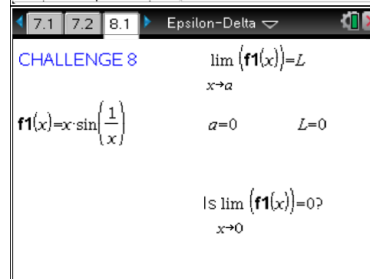 7.1 7.2 8.1 Epsilon-Delta
CHALLENGE 8
lim (f1(x))=L
x→a
f1(x)=x·sin(1/x)
a=0 L=0
Is lim (f1(x))=0?
x→0